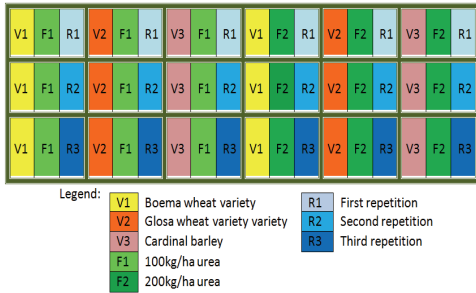 V1 F1 R1 V2 F1 R1 V3 F1 R1 V1 F2 R1 V2 F2 R1 V3 F2 R1
V1 F1 R2 V2 F1 R2 V3 F1 R2 V1 F2 R2 V2 F2 R2 V3 F2 R2
V1 F1 R3 V2 F1 R3 V3 F1 R3 V1 F2 R3 V2 F2 R3 V3 F2 R3
Legend:
V1 Boema wheat variety
V2 Glosa wheat variety variety
V3 Cardinal barley
F1 100kg/ha urea
F2 200kg/ha urea
R1 First repetition
R2 Second repetition
R3 Third repetition